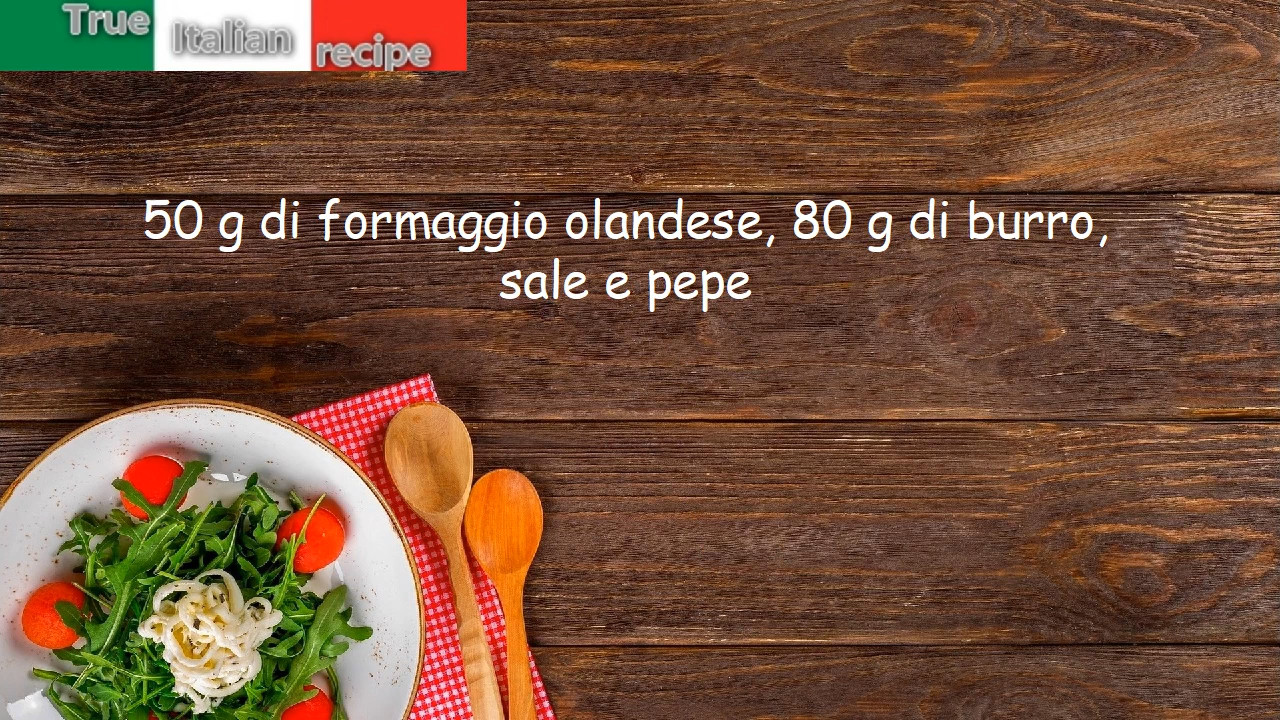 True Italian recipe
50 g di formaggio olandese, 80 g di burro,
sale e pepe